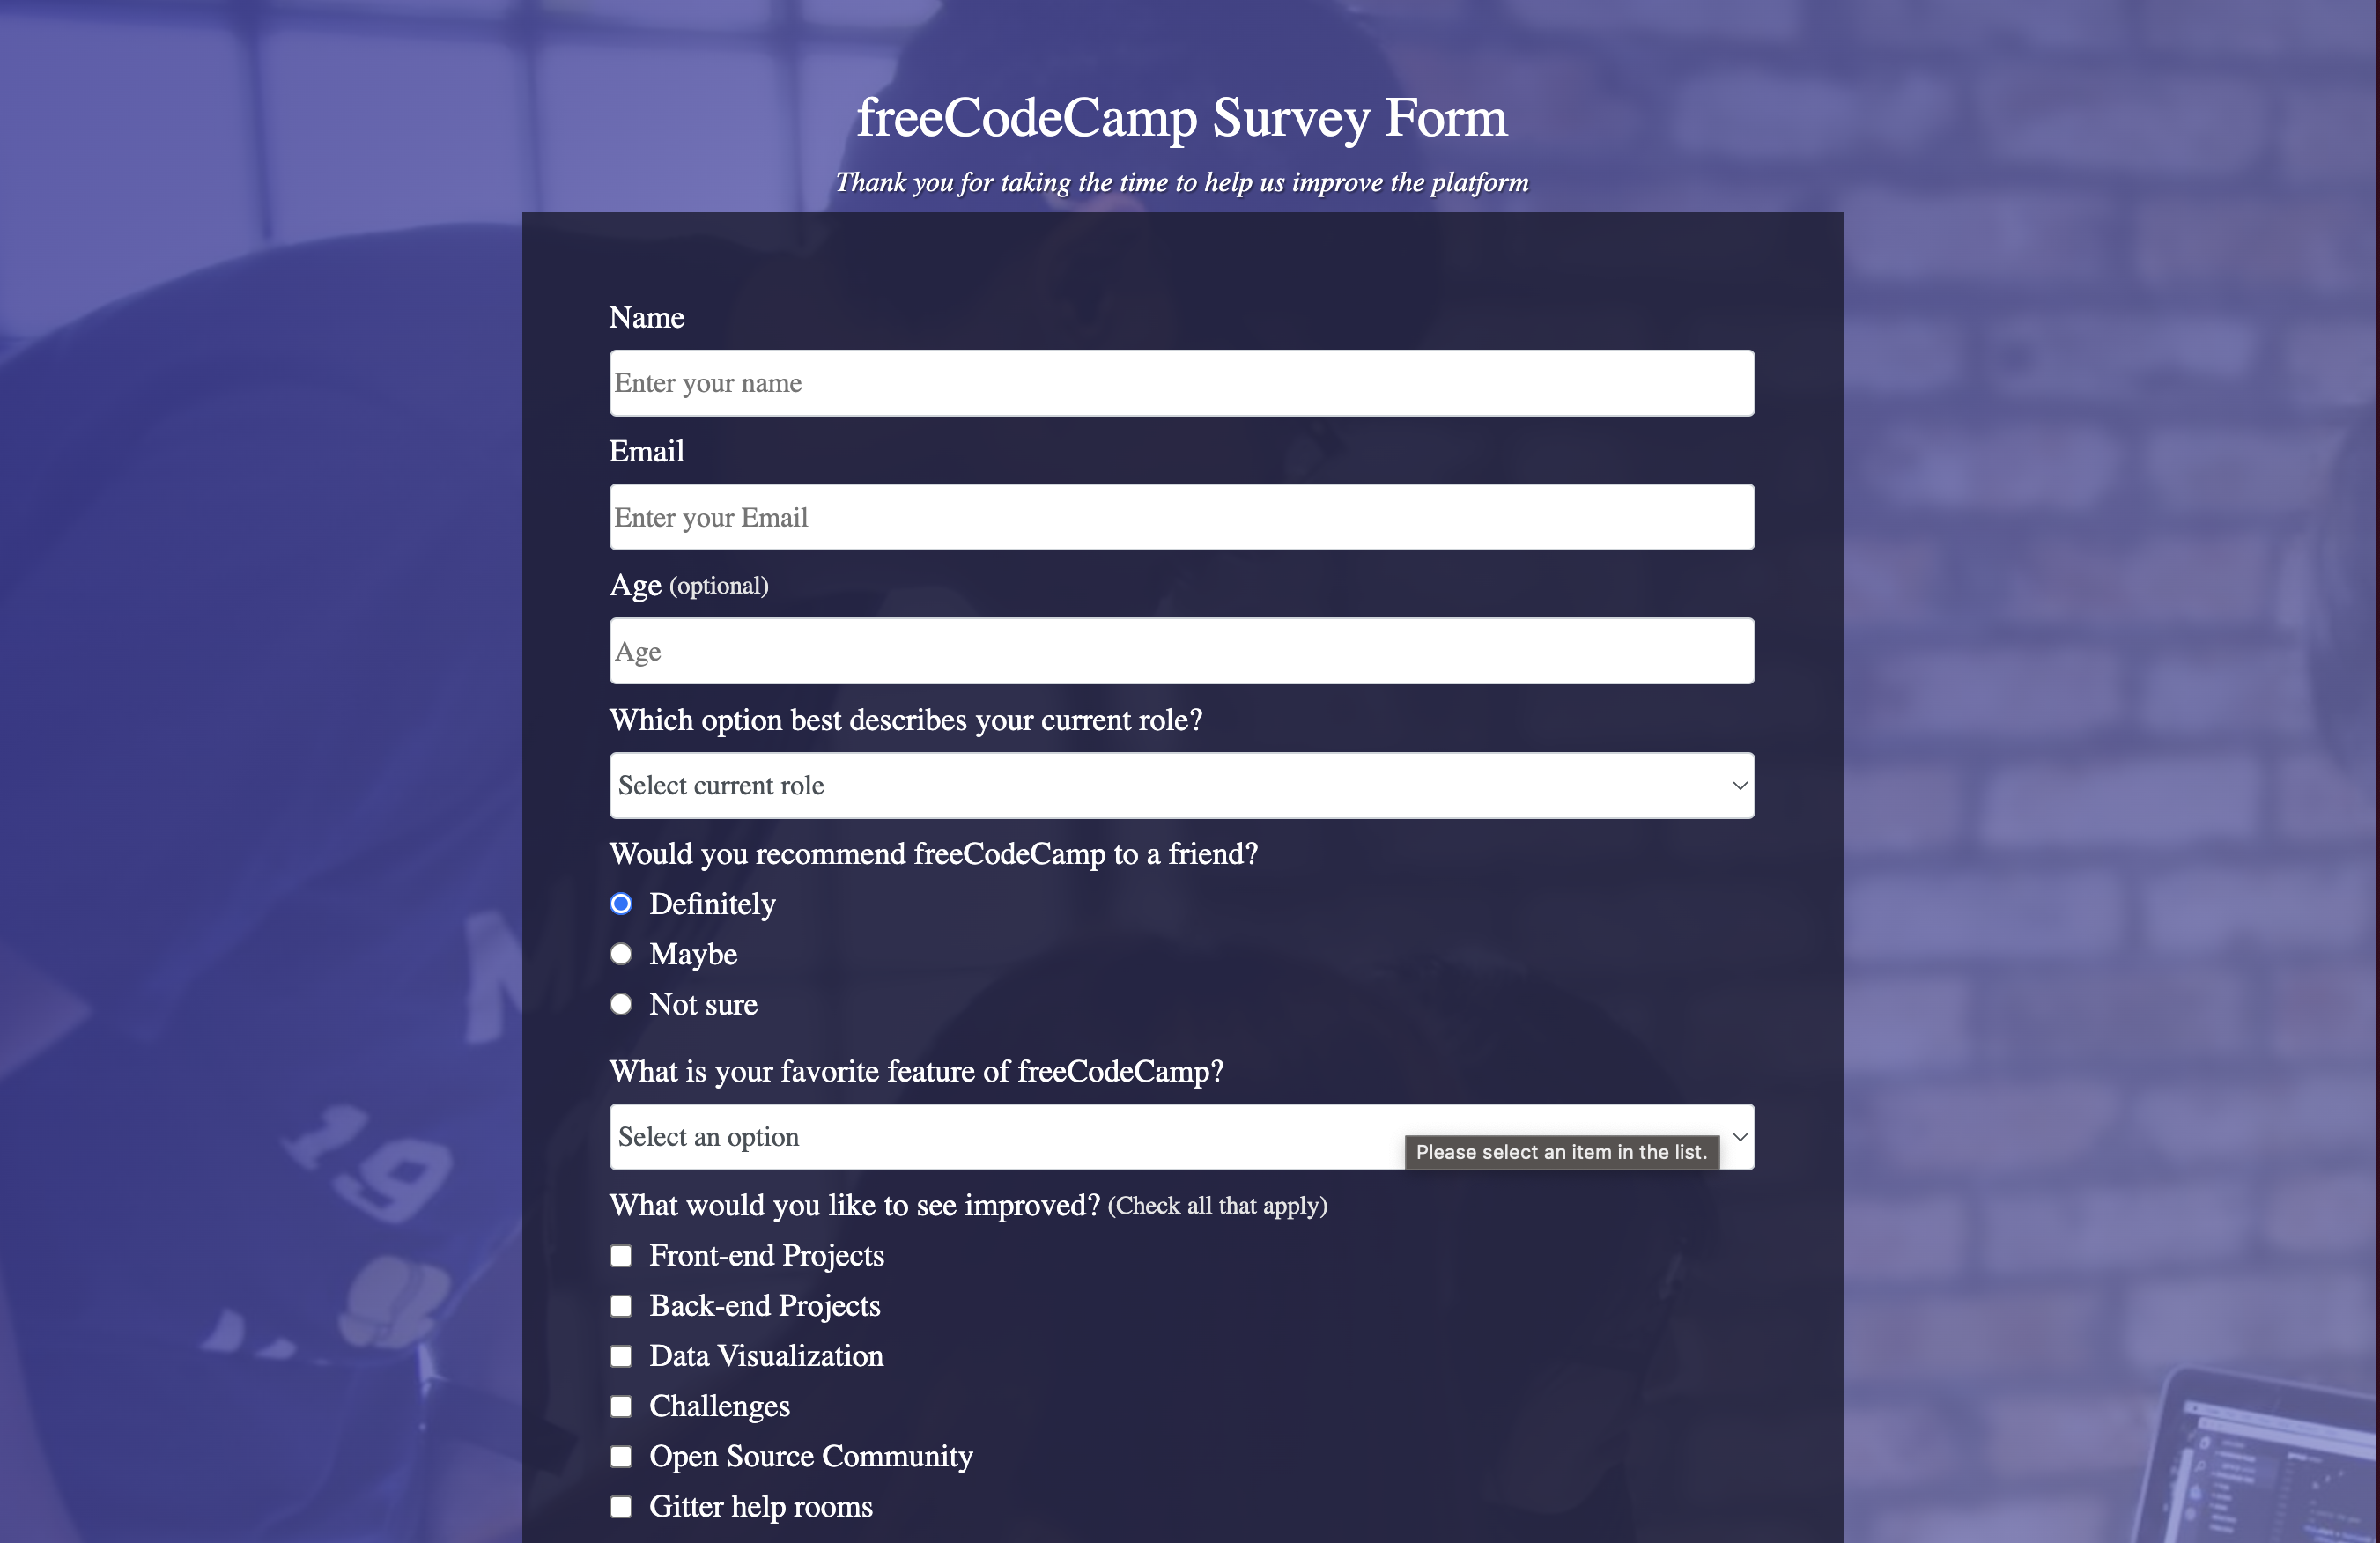 freeCodeCamp Survey Form
Thank you for taking the time to help us improve the platform
Name
Enter your name
Email
Enter your Email
Age (optional)
Age
Which option best describes your current role?
Select current role
Would you recommend freeCodeCamp to a friend?
Definitely
Maybe
Not sure
What is your favorite feature of freeCodeCamp?
Select an option
Please select an item in the list.
What would you like to see improved? (Check all that apply)
Front-end Projects
Back-end Projects
Data Visualization
Challenges
Open Source Community
Gitter help rooms
19